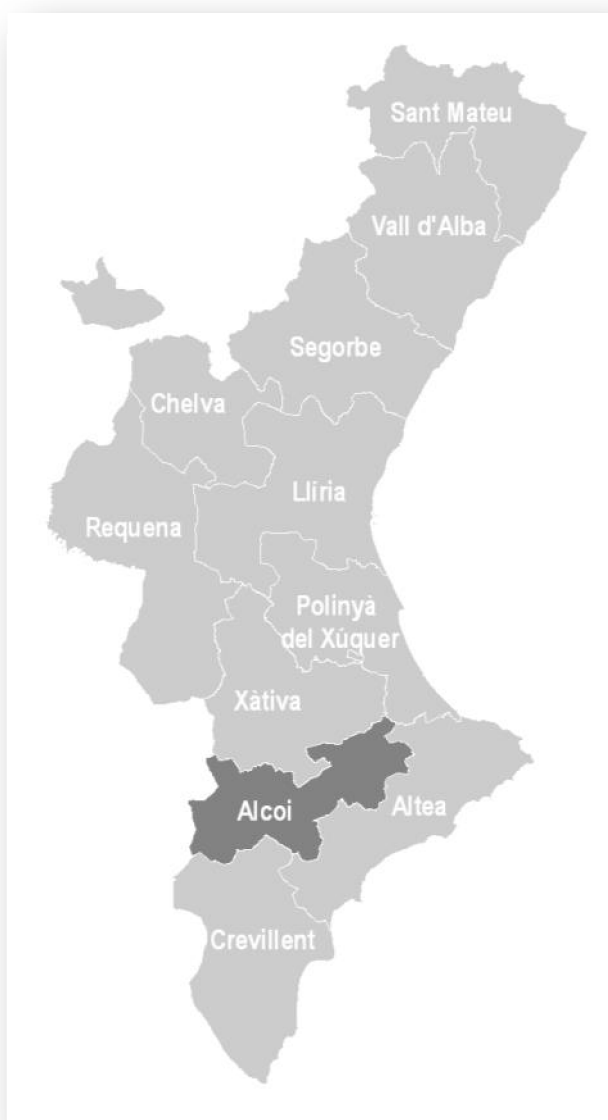 Sant Mateu
Vall d'Alba
Segorbe
Chelva
Llíria
Requena
Polinyà
del Xúquer
Xàtiva
Alcoi
Altea
Crevillent